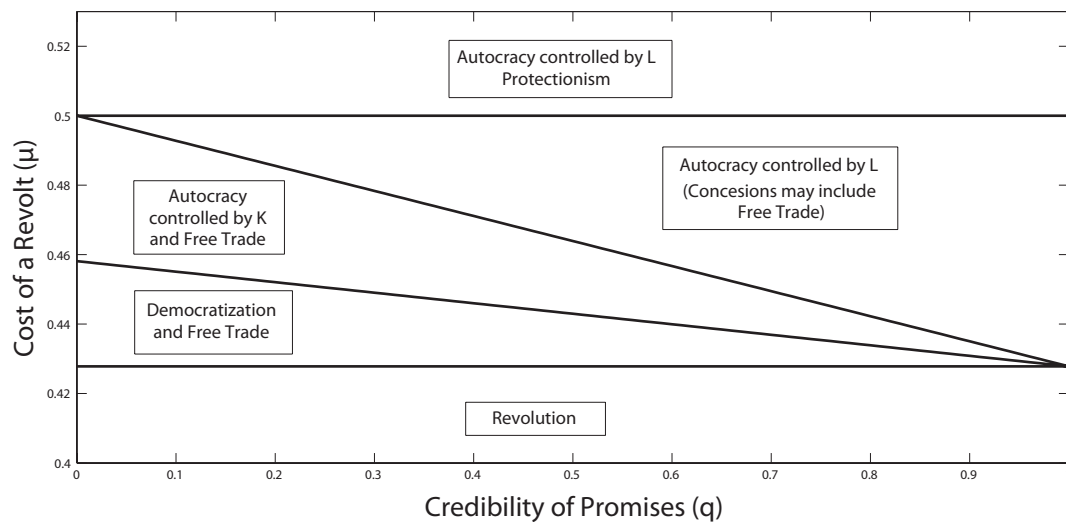 0.52
Autocracy controlled by L
Protectionism
0.5
Autocracy controlled by L
(Concesions may include
Free Trade)
0.48
Autocracy
controlled by K
and Free Trade
0.46
Democratization
and Free Trade
0.44
0.42
Revolution
0.4
Cost of a Revolt (μ)
0 0.1 0.2 0.3 0.4 0.5 0.6 0.7 0.8 0.9
Credibility of Promises (q)